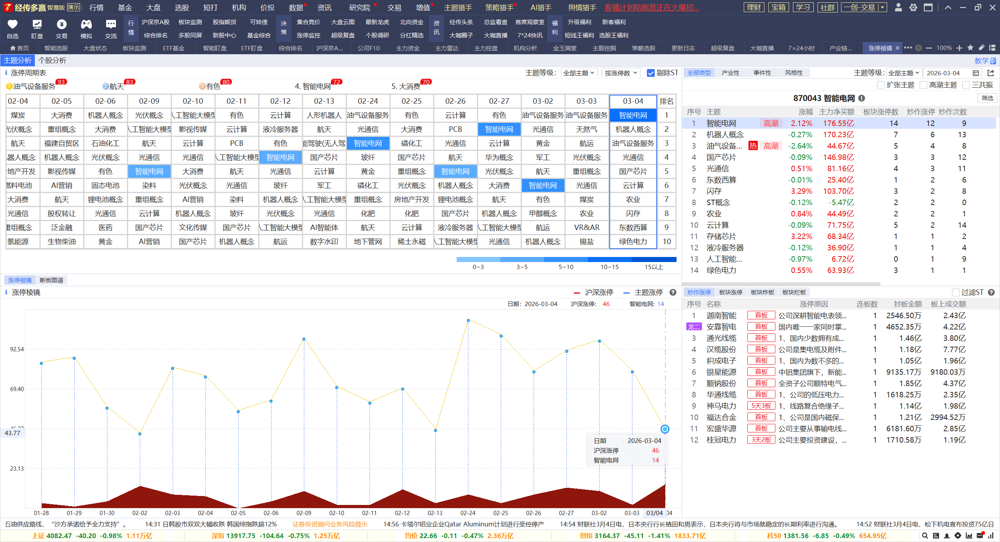 经传多赢 智尊版 演示 行情 基金 大盘 选股 短打 机构 价投 数据 资讯 研究院 交易 增值 主题猎手 策略猎手 AI猎手 舆情猎手 春播计划陪跑营正在火爆招... 理财 宝箱 学习 社群 一创-交易
自选 盯盘 交易 模拟 交流 行情 沪深京A股 板块监测 股指期货 可转债 决策 集合竞价 大盘云图 最新龙虎 北向资金 资讯 经传头条 总监看盘 首席观察室 福利 升级福利 新客福利
综合排名 多股同屏 新股中心 基金综合 涨停监控 超级复盘 个股调研 分红精选 大咖圈子 大咖直播 7*24快讯 短线王福利 选股王福利
首页 智能选股 大盘状态 板块监测 ETF基金 智能盯盘 ETF盯盘 综合排名 沪深京A... 公司F10 主力资金 主力雷达 主力控盘 机构分析 金玉满堂 主题挖掘 策略选股 更新日志 超级复盘 大咖直播 7×24小时 产业链... 涨停棱镜 100%
主题分析 个股分析 教学
涨停周期表 主题等级: 全部主题 按涨停数 剔除ST
1 油气设备服务 93 2 航天 83 3 有色 80 4. 智能电网 72 5. 大消费 70
02-04 02-05 02-06 02-09 02-10 02-11 02-12 02-13 02-24 02-25 02-26 02-27 03-02 03-03 03-04 排名
煤炭 大消费 机器人概念 光伏概念 人工智能大模型 有色 云计算 人形机器人 油气设备服务 有色 云计算 有色 油气设备服务 油气设备服务 智能电网 1
光伏概念 重组概念 大消费 人工智能大模型 影视传媒 云计算 液冷服务器 航天 光通信 大消费 PCB 智能电网 光通信 天然气 机器人概念 2
航天 福建自贸区 石油化工 航天 云计算 PCB 有色 能驾驶(无人驾 智能电网 磷化工 光通信 云计算 黄金 航运 油气设备服务 3
器人概念 机器人概念 光伏概念 光通信 光通信 人工智能大模型 智能电网 国产芯片 玻纤 国产芯片 航天 华为概念 军工 光伏概念 光通信 4
地产开发 影视传媒 有色 智能电网 大消费 航天 光通信 云计算 黄金 重组概念 智能电网 光伏概念 航天 重组概念 国产芯片 5
燃料电池 AI营销 固态电池 染料 光伏概念 光通信 玻纤 军工 磷化工 光伏概念 机器人概念 大消费 智能电网 光通信 云计算 6
大消费 航天 锂电池概念 重组概念 AI营销 染料 机器人概念 人工智能大模型 重组概念 房地产开发 锂电池概念 航天 有色 煤炭 农业 7
光通信 股权转让 光通信 云计算 机器人概念 玻纤 光伏概念 光通信 化肥 化肥 国产芯片 机器人概念 甲醇概念 农业 闪存 8
重组概念 泛金融 医药 国产芯片 文化传媒 国产芯片 人工智能大模型 AI智能体 航天 云计算 液冷服务器 人工智能大模型 航运 VR&AR 东数西算 9
氢能源 生物柴油 黄金 AI营销 国产芯片 机器人概念 航运 数字水印 地下管网 稀土永磁 人工智能大模型 光通信 机器人概念 锡盐 绿色电力 10
0~3 3~5 5~10 10~15 15以上
涨停棱镜 断板图谱
涨停棱镜 沪深涨停 主题涨停
日期: 2026-03-04 沪深涨停: 46 智能电网: 14
92.54
69.40
43.77
23.13
日期 2026-03-04
沪深涨停 46
智能电网 14
01-28 01-29 01-30 02-02 02-03 02-04 02-05 02-06 02-09 02-10 02-11 02-12 02-13 02-24 02-25 02-26 02-27 03-02 03-03 03/04 04
全部类型 产业性 事件性 风格性 主题等级: 全部主题 2026-03-04
扩张主题 高潮主题 三共振
870043 智能电网 筛选
序号 主题 涨幅 主力净买额 板块涨停数 炒作涨停 炒作次数
1 智能电网 高潮 2.12% 176.55亿 14 12 9
2 机器人概念 -0.27% 170.23亿 7 6 13
3 油气设备... 热 高潮 -2.64% 44.67亿 5 4 8
4 国产芯片 -0.09% 146.98亿 3 3 12
5 光通信 0.51% 81.16亿 4 3 11
6 东数西算 -0.01% 25.40亿 1 2 6
7 闪存 3.29% 103.70亿 3 2 8
8 ST概念 -0.12% -5.47亿 2 2 0
9 农业 0.84% 44.49亿 2 2 1
10 云计算 -0.09% 71.75亿 5 2 14
11 存储芯片 3.22% 68.34亿 1 1 2
12 液冷服务器 -0.12% 36.90亿 1 1 4
13 人工智能... -0.97% 6.72亿 0 1 9
14 绿色电力 0.55% 63.93亿 3 1 1
炒作涨停 板块涨停 板块炸板 板块烂板 过滤ST
序号 名称 涨停原因 连板数 封板金额 板上成交额
1 迦南智能 首板 公司深耕智能电表领... 1 2546.50万 2.43亿
龙二 安靠智电 首板 国内唯一一家同时掌... 1 4652.35万 4.22亿
3 通光线缆 首板 1、国内少数拥有成... 1 1.46亿 3.80亿
4 汉缆股份 首板 公司是集电缆及附件... 1 1.18亿 7.77亿
5 积成电子 首板 1、国内为数不多的... 1 1.05亿 1.96亿
6 银星能源 首板 中铝集团旗下，新能... 1 9135.17万 9180.03万
7 顺钠股份 首板 全资子公司顺特电气... 1 1.85亿 4.37亿
8 华通线缆 首板 1、公司的低压电力... 1 1618.25万 2.35亿
9 神马电力 5天3板 1、线路复合绝缘子... 1 1.14亿 1.98亿
10 福达合金 首板 1、公司是国内磁保... 1 1.21亿 2994.52万
11 宏盛华源 首板 公司主要从事输电线... 1 6181.60万 2.85亿
12 桂冠电力 3天2板 公司主要投资建设，... 1 1710.58万 1.19亿
石油供应路线，“沙方承诺给予全力支持”。 14:31 日韩股市双双大幅收跌 韩国综指跌超12% 证券投资顾问业务风险提示 14:56 卡塔尔铝业企业Qatar Aluminum计划进行受控停产 14:54 财联社3月4日电，日本央行行长植田和男表示，日本央行将与市场就稳定的长期利率进行沟通。 14:52 财联社3月4日电，松下机电宣布投资75亿日
上证 4082.47 -40.20 -0.98% 1.11万亿 深指 13917.75 -104.64 -0.75% 1.25万亿 均价 22.66 -0.11 -0.47% 2.36万亿 创指 3164.37 -45.11 -1.41% 1833.71亿 科50 1381.56 -6.85 -0.49% 654.95亿